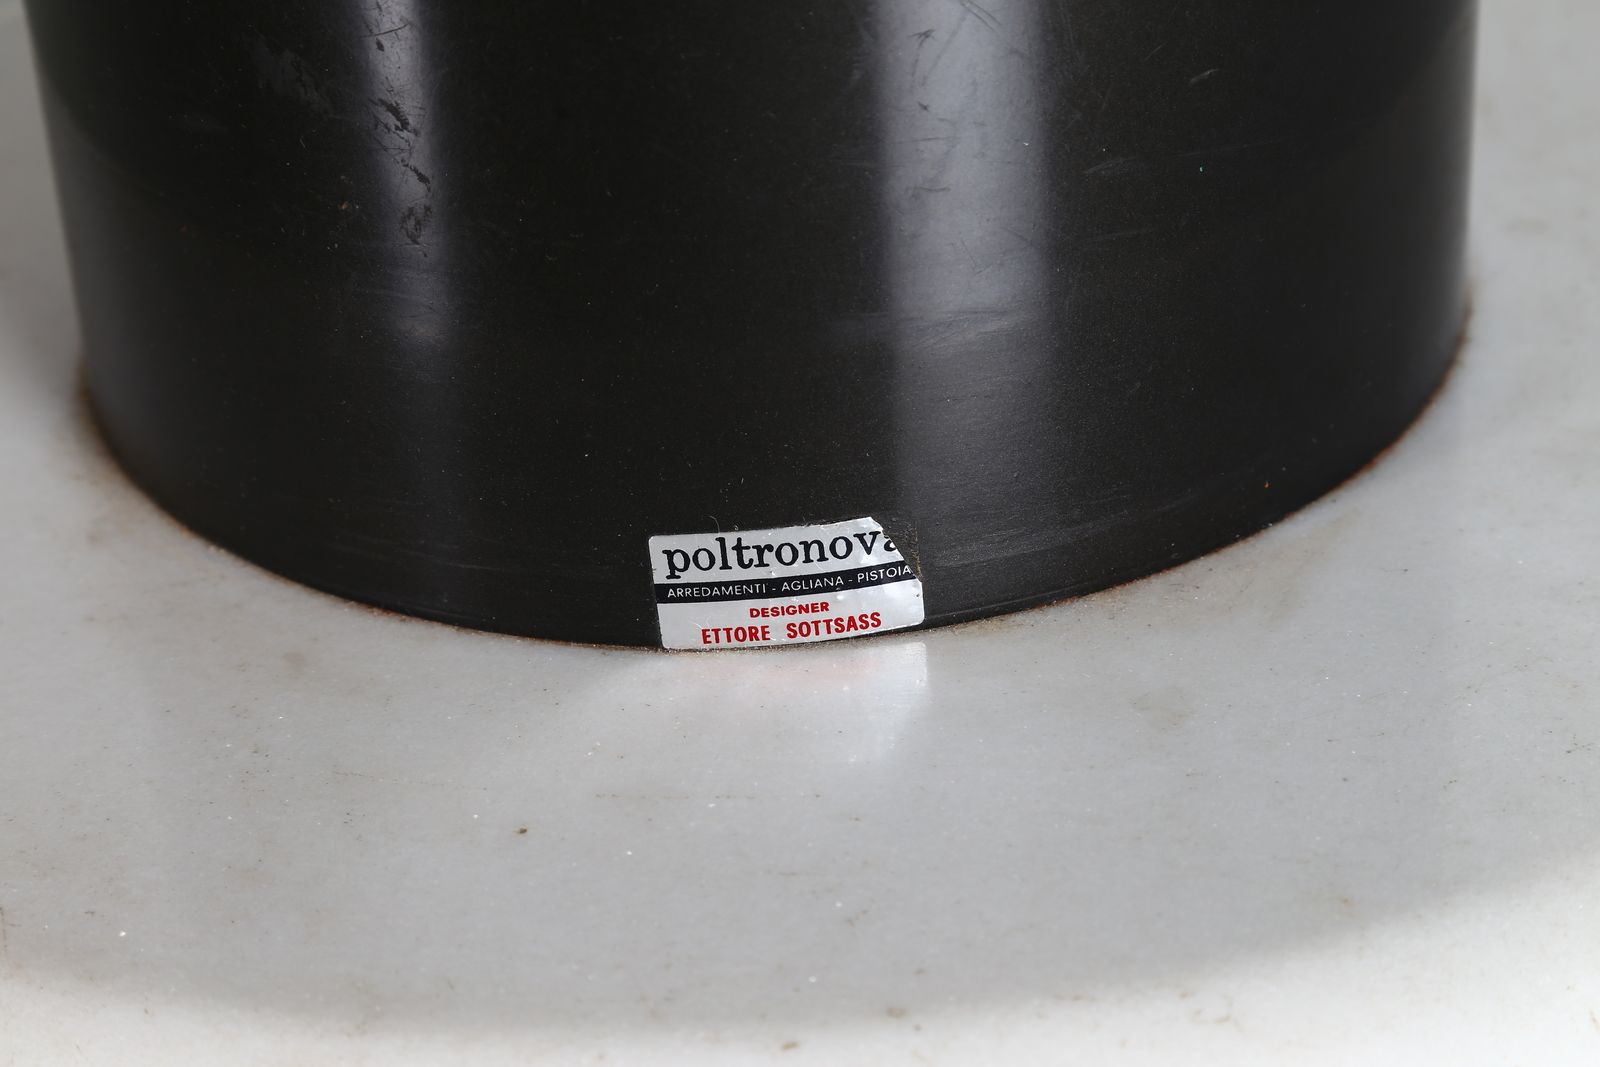 poltronova
ARREDAMENTI - AGLIANA - PISTOIA
DESIGNER
ETTORE SOTTSASS